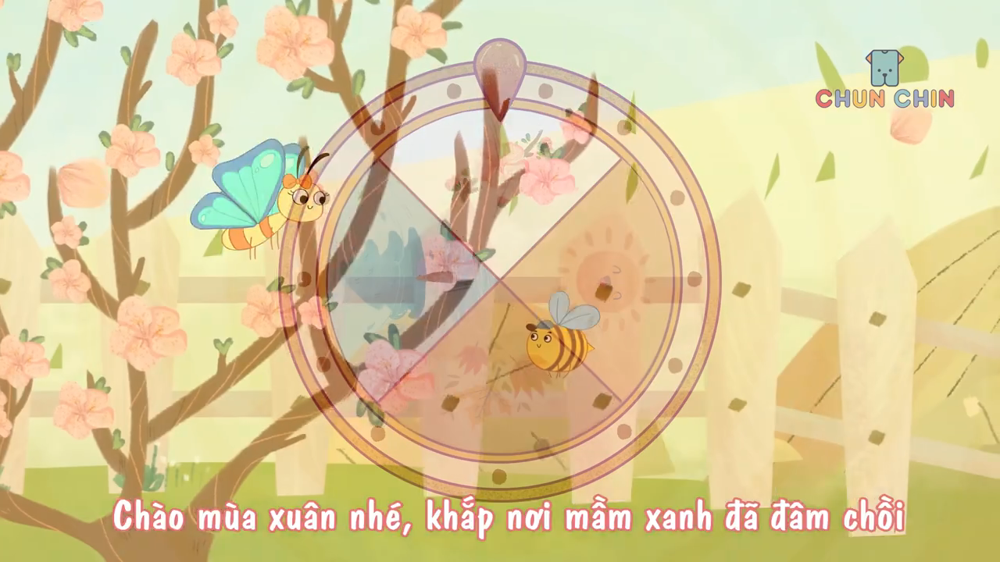 CHUN CHIN
Chào mùa xuân nhé, khắp nơi mầm xanh đã đâm chồi